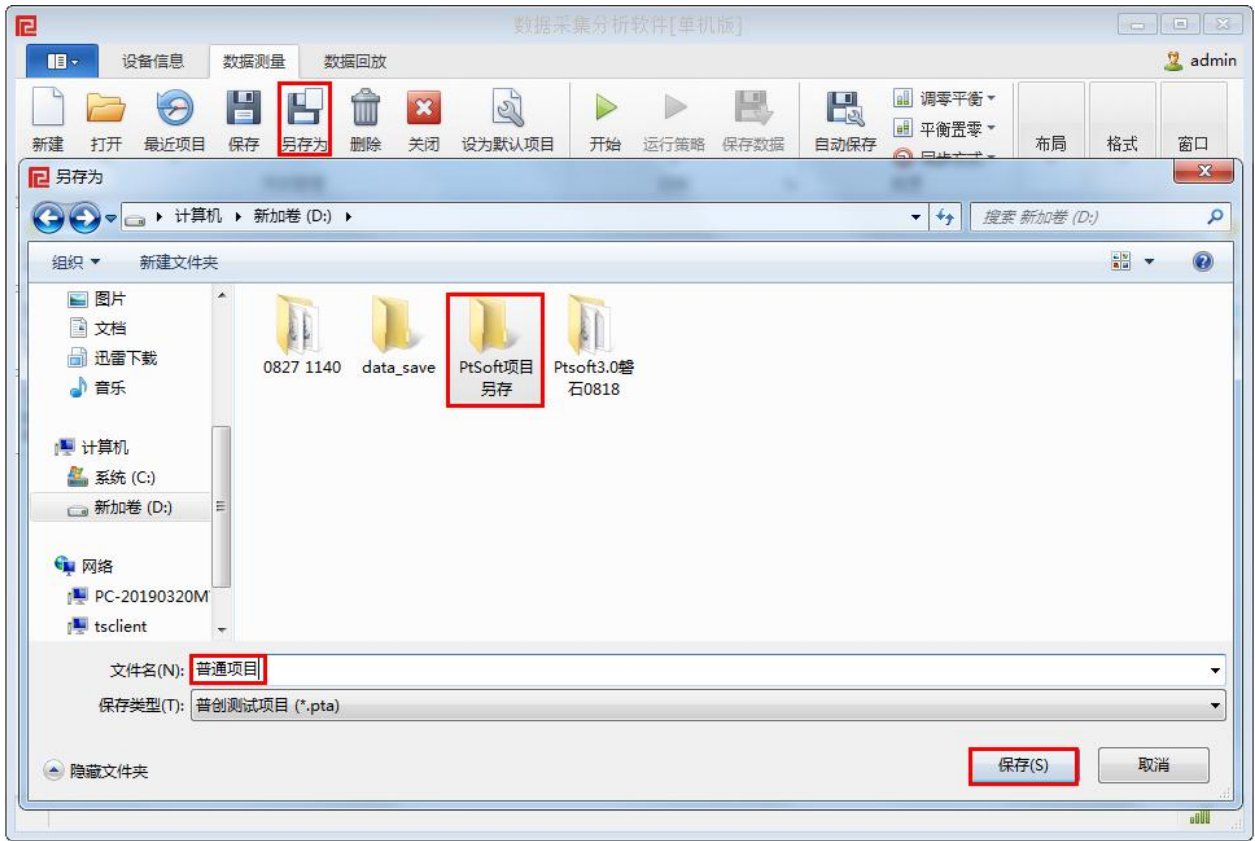 数据采集分析软件[单机版]
设备信息 数据测量 数据回放 admin
新建 打开 最近项目 保存 另存为 删除 关闭 设为默认项目 开始 运行策略 保存数据 自动保存 调零平衡 平衡置零 同步方式 布局 格式 窗口
另存为
计算机 新加卷 (D:) 搜索 新加卷 (D:)
组织 新建文件夹
图片
文档
迅雷下载
音乐
计算机
系统 (C:)
新加卷 (D:)
网络
PC-20190320M
tsclient
0827 1140 data_save PtSoft项目 Ptsoft3.0磐
另存 石0818
文件名(N): 普通项目
保存类型(T): 普创测试项目 (*.pta)
隐藏文件夹 保存(S) 取消